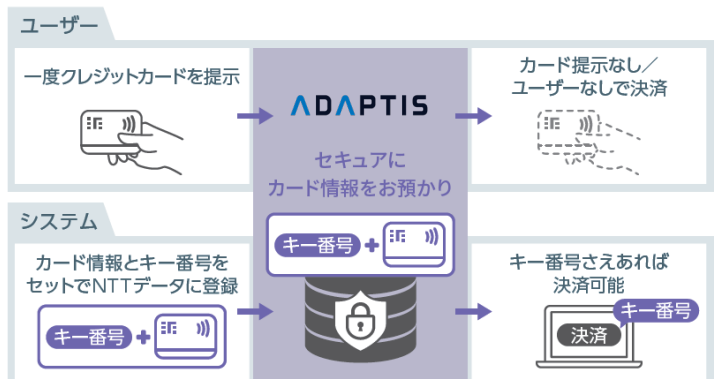 ユーザー
一度クレジットカードを提示
ADAPTIS
セキュアに
カード情報をお預かり
カード提示なし／
ユーザーなしで決済
システム
カード情報とキー番号を
セットでNTTデータに登録
キー番号+
キー番号+
キー番号さえあれば
決済可能
キー番号
決済